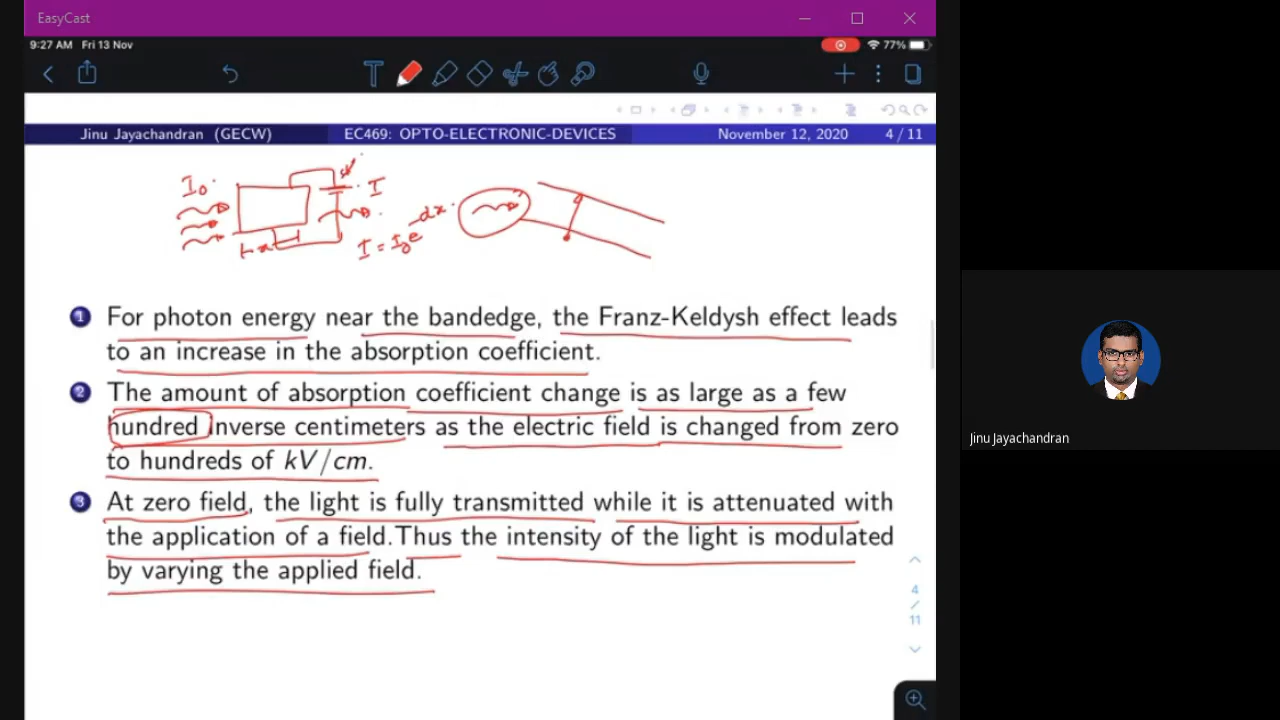 EasyCast
9:27 AM Fri 13 Nov
77%
Jinu Jayachandran (GECW) EC469: OPTO-ELECTRONIC-DEVICES November 12, 2020 4 / 11
I₀
I
x
I = I₀e^-αx
1 For photon energy near the bandedge, the Franz-Keldysh effect leads
to an increase in the absorption coefficient.
2 The amount of absorption coefficient change is as large as a few
hundred inverse centimeters as the electric field is changed from zero
to hundreds of kV/cm.
3 At zero field, the light is fully transmitted while it is attenuated with
the application of a field.Thus the intensity of the light is modulated
by varying the applied field.
4
/
11
Jinu Jayachandran